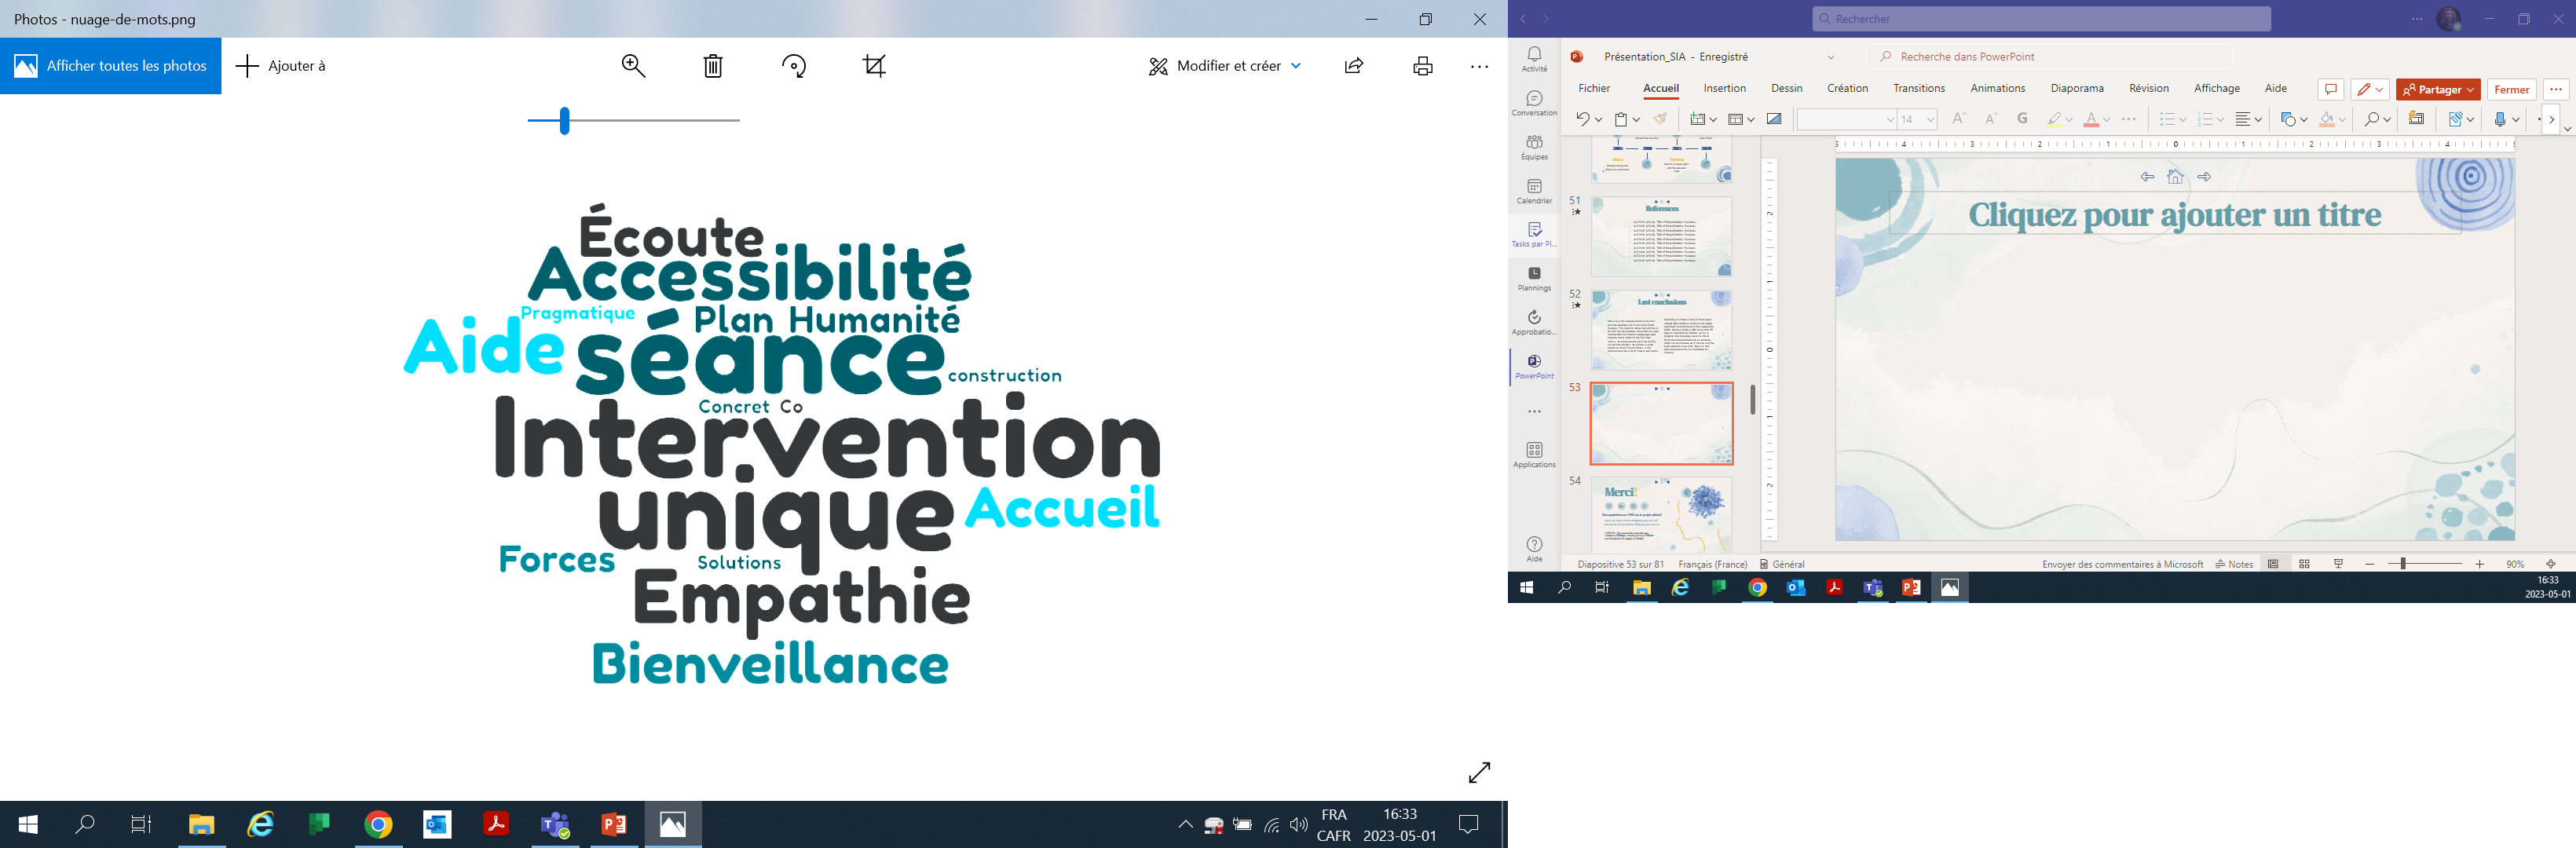 Photos - nuage-de-mots.png
Afficher toutes les photos
Ajouter à
Modifier et créer
Écoute
Accessibilité
Pragmatique
Plan Humanité
Aide
séance
construction
Concret Co
Intervention
unique
Accueil
Forces
Solutions
Empathie
Bienveillance
FRA
CAFR
16:33
2023-05-01
Rechercher
Activité
Conversation
Équipes
Calendrier
Tasks par Pl...
Plannings
Approbatio...
PowerPoint
Applications
Aide
Présentation_SIA - Enregistré
Recherche dans PowerPoint
Fichier Accueil Insertion Dessin Création Transitions Animations Diaporama Révision Affichage Aide
Partager
Fermer
14
G
51
References
52
Last conclusions
53
54
Merci!
Cliquez pour ajouter un titre
Diapositive 53 sur 81 Français (France) Général
Envoyer des commentaires à Microsoft Notes 90%
16:33
2023-05-01